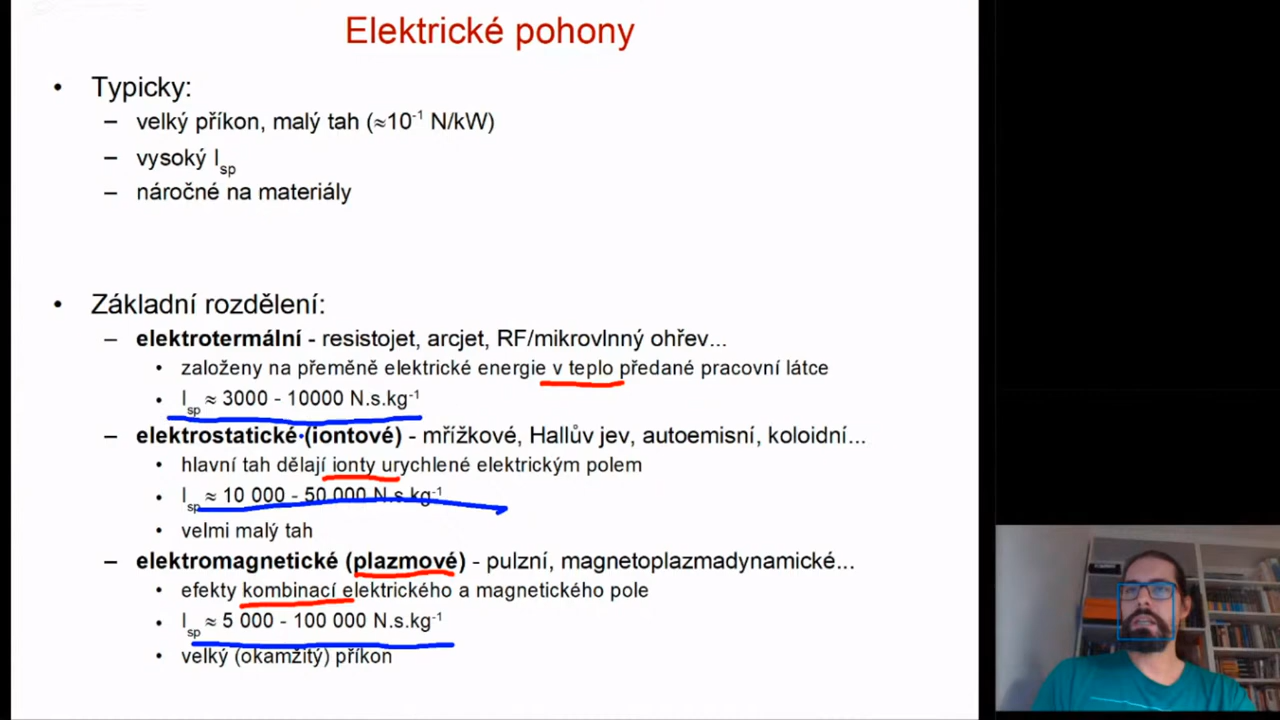 Elektrické pohony
• Typicky:
– velký příkon, malý tah (≈10⁻¹ N/kW)
– vysoký Isp
– náročné na materiály
• Základní rozdělení:
– elektrotermální - resistojet, arcjet, RF/mikrovlnný ohřev...
• založeny na přeměně elektrické energie v teplo předané pracovní látce
• Isp ≈ 3000 - 10000 N.s.kg⁻¹
– elektrostatické (iontové) - mřížkové, Hallův jev, autoemisní, koloidní...
• hlavní tah dělají ionty urychlené elektrickým polem
• Isp ≈ 10 000 - 50 000 N.s.kg⁻¹
• velmi malý tah
– elektromagnetické (plazmové) - pulzní, magnetoplazmadynamické...
• efekty kombinací elektrického a magnetického pole
• Isp ≈ 5 000 - 100 000 N.s.kg⁻¹
• velký (okamžitý) příkon